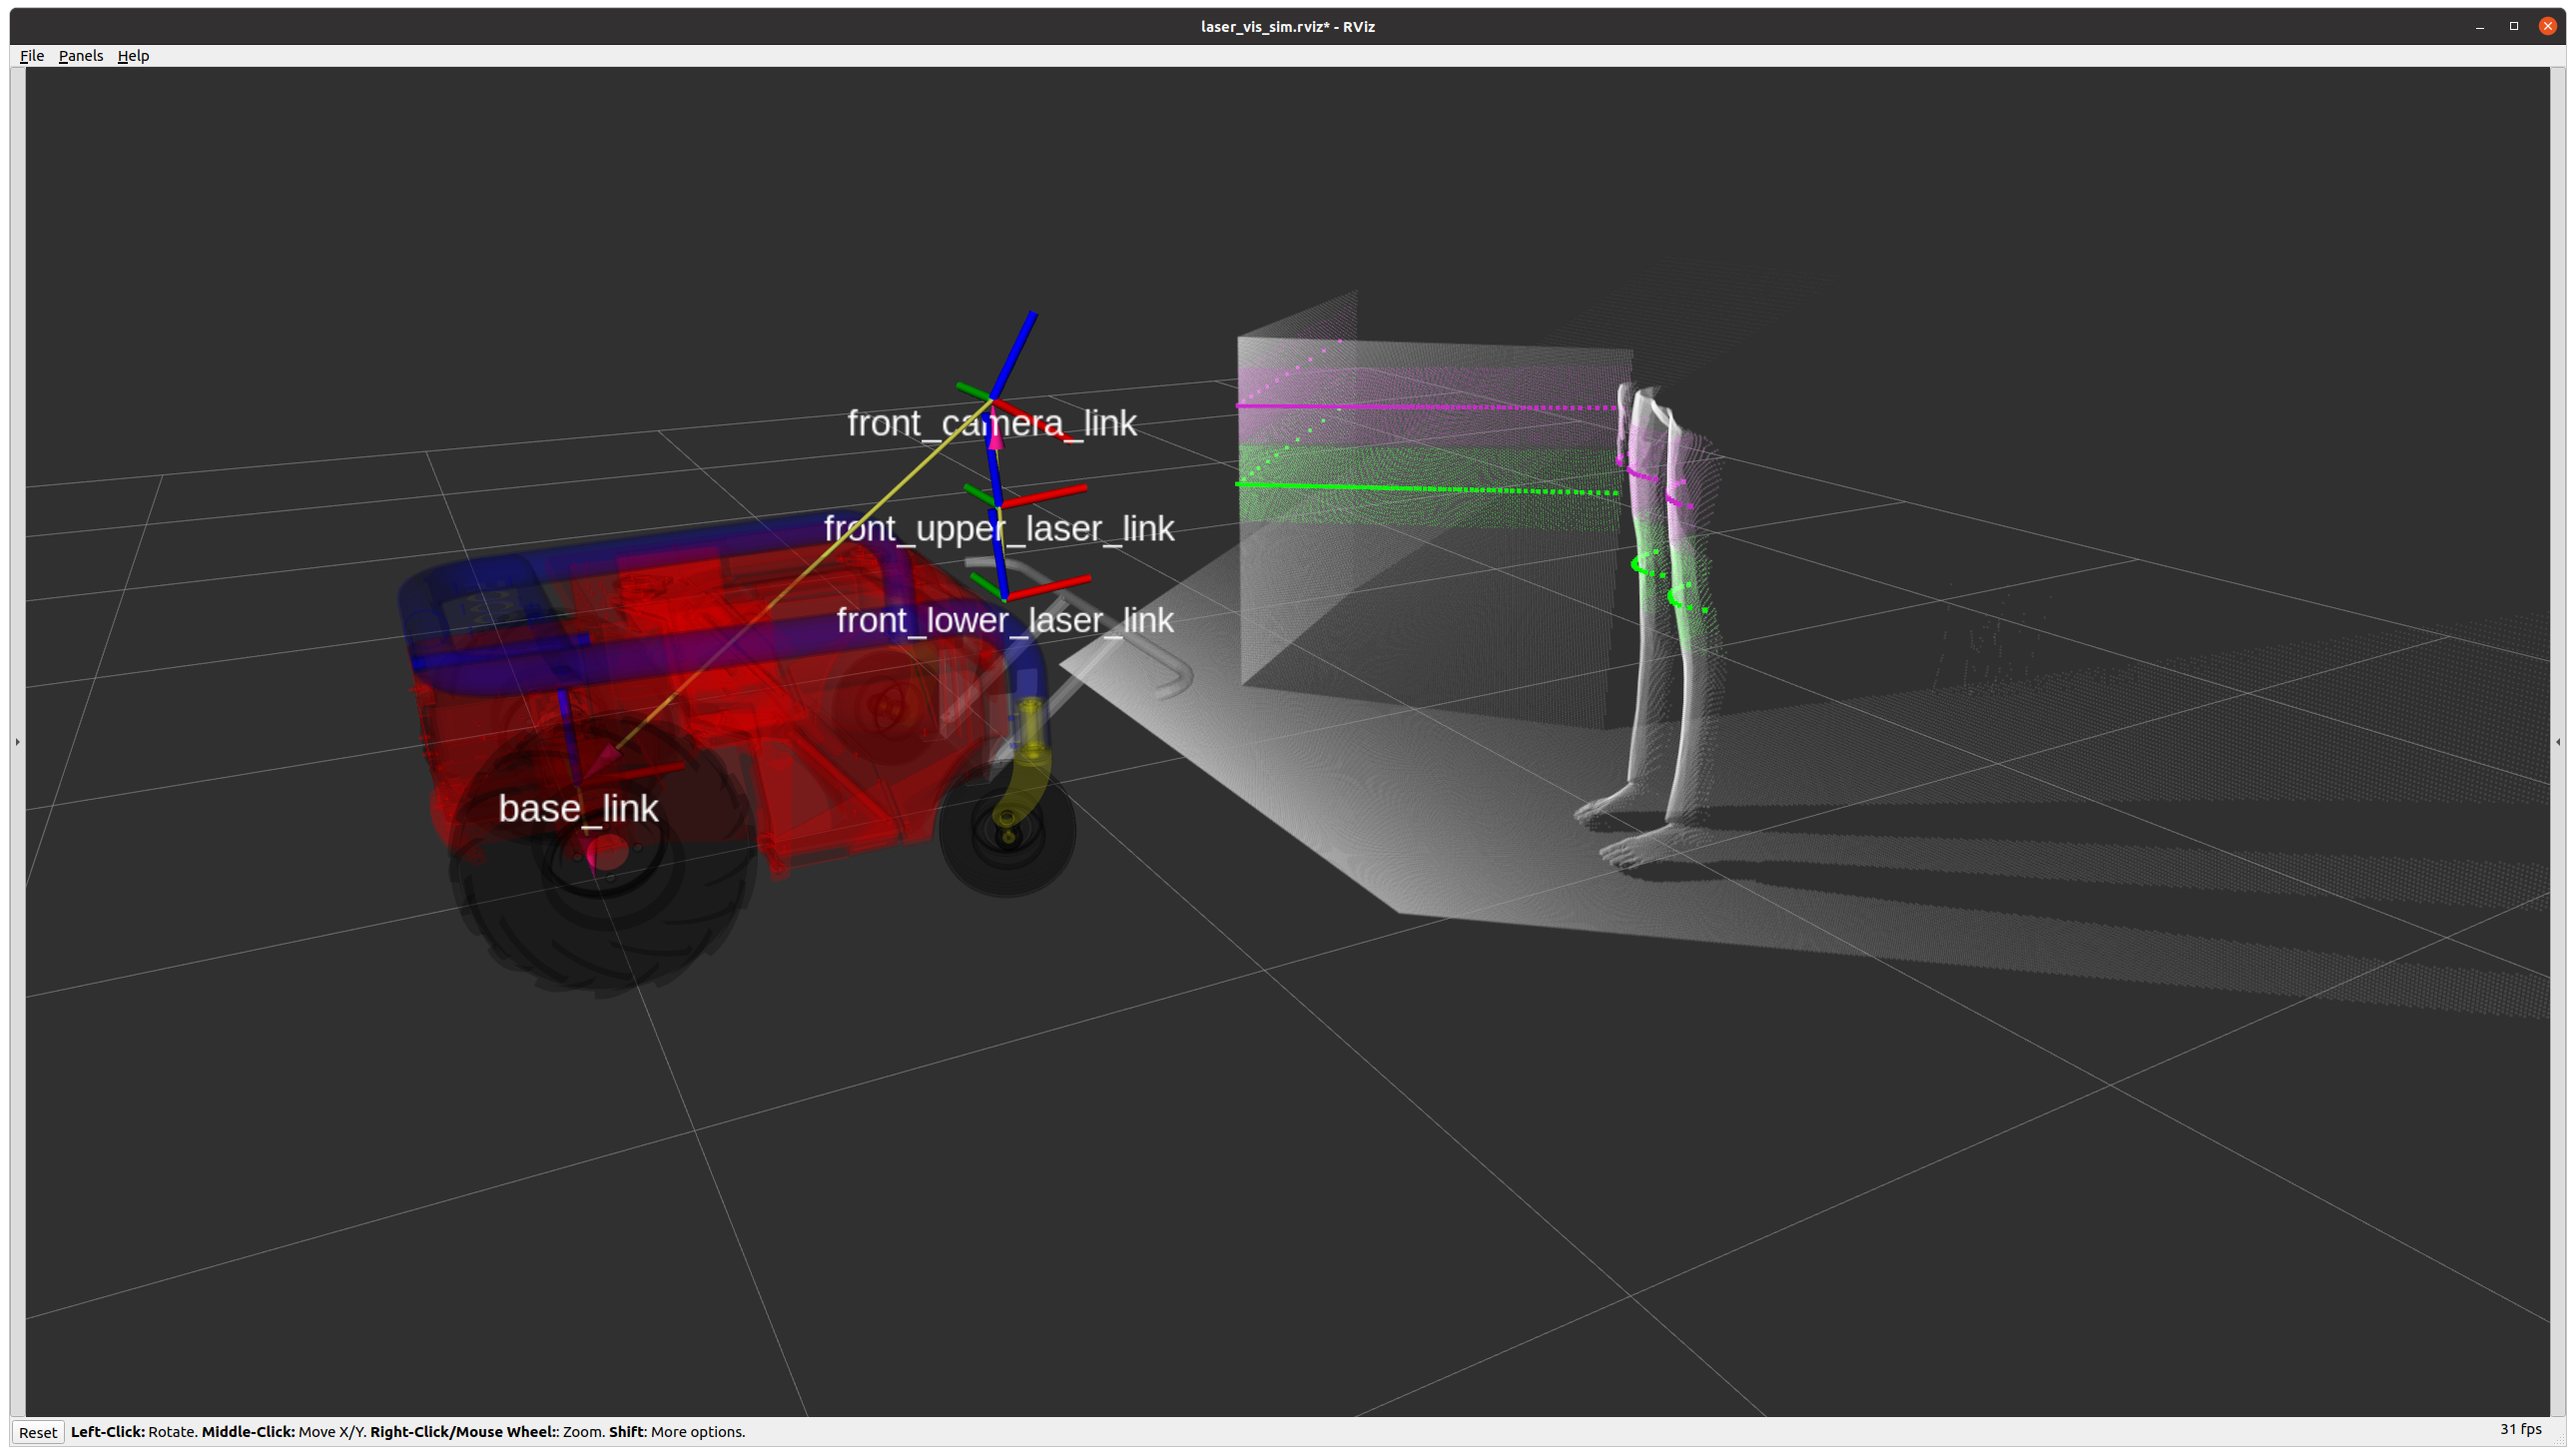 laser_vis_sim.rviz* - RViz
File Panels Help
front_camera_link
front_upper_laser_link
front_lower_laser_link
base_link
Reset Left-Click: Rotate. Middle-Click: Move X/Y. Right-Click/Mouse Wheel:: Zoom. Shift: More options. 31 fps